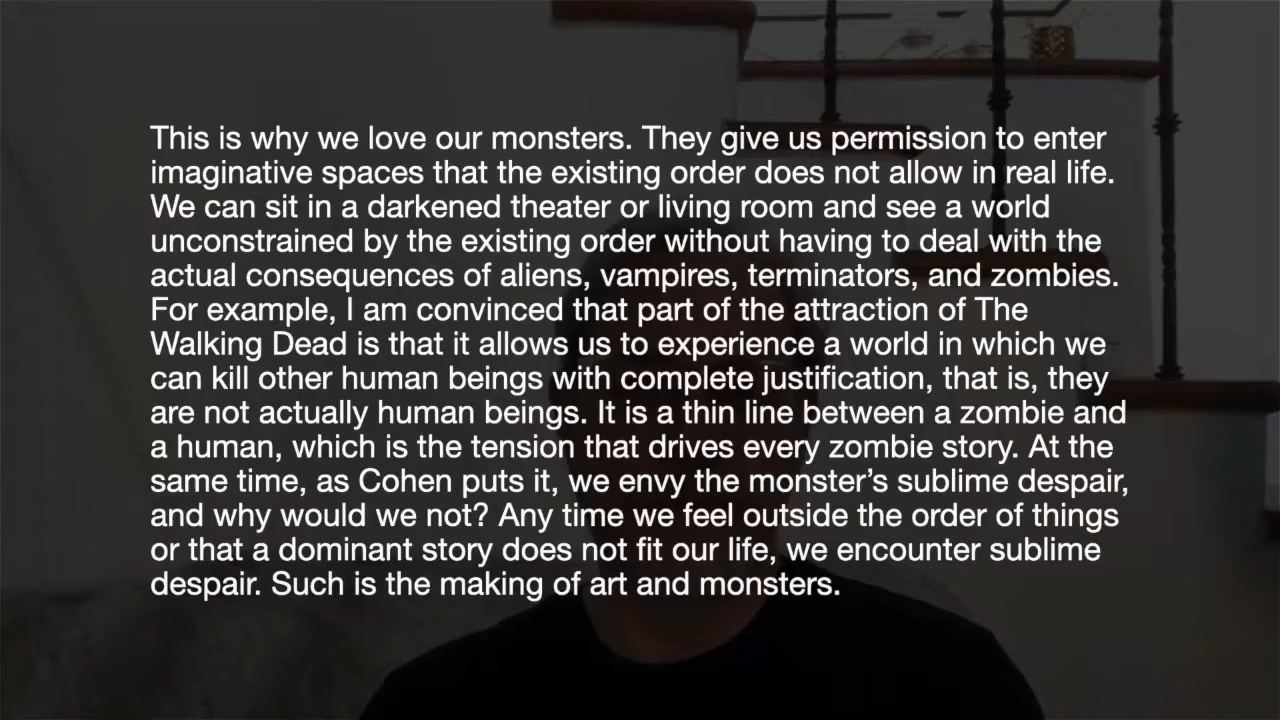 This is why we love our monsters. They give us permission to enter
imaginative spaces that the existing order does not allow in real life.
We can sit in a darkened theater or living room and see a world
unconstrained by the existing order without having to deal with the
actual consequences of aliens, vampires, terminators, and zombies.
For example, I am convinced that part of the attraction of The
Walking Dead is that it allows us to experience a world in which we
can kill other human beings with complete justification, that is, they
are not actually human beings. It is a thin line between a zombie and
a human, which is the tension that drives every zombie story. At the
same time, as Cohen puts it, we envy the monster’s sublime despair,
and why would we not? Any time we feel outside the order of things
or that a dominant story does not fit our life, we encounter sublime
despair. Such is the making of art and monsters.